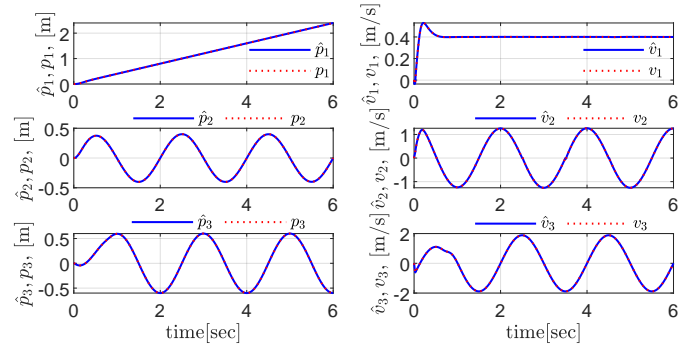 p̂₁, p₁, [m]
2
1
0
p̂₁
p₁
0 2 4 6
v̂₁, v₁, [m/s]
0.4
0
v̂₁
v₁
0 2 4 6
p̂₂ p₂
p̂₂, p₂, [m]
0.5
0
-0.5
0 2 4 6
v̂₂ v₂
v̂₂, v₂, [m/s]
1
0
-1
0 2 4 6
p̂₃ p₃
p̂₃, p₃, [m]
0.5
0
-0.5
0 2 4 6
time[sec]
v̂₃ v₃
v̂₃, v₃, [m/s]
2
0
-2
0 2 4 6
time[sec]